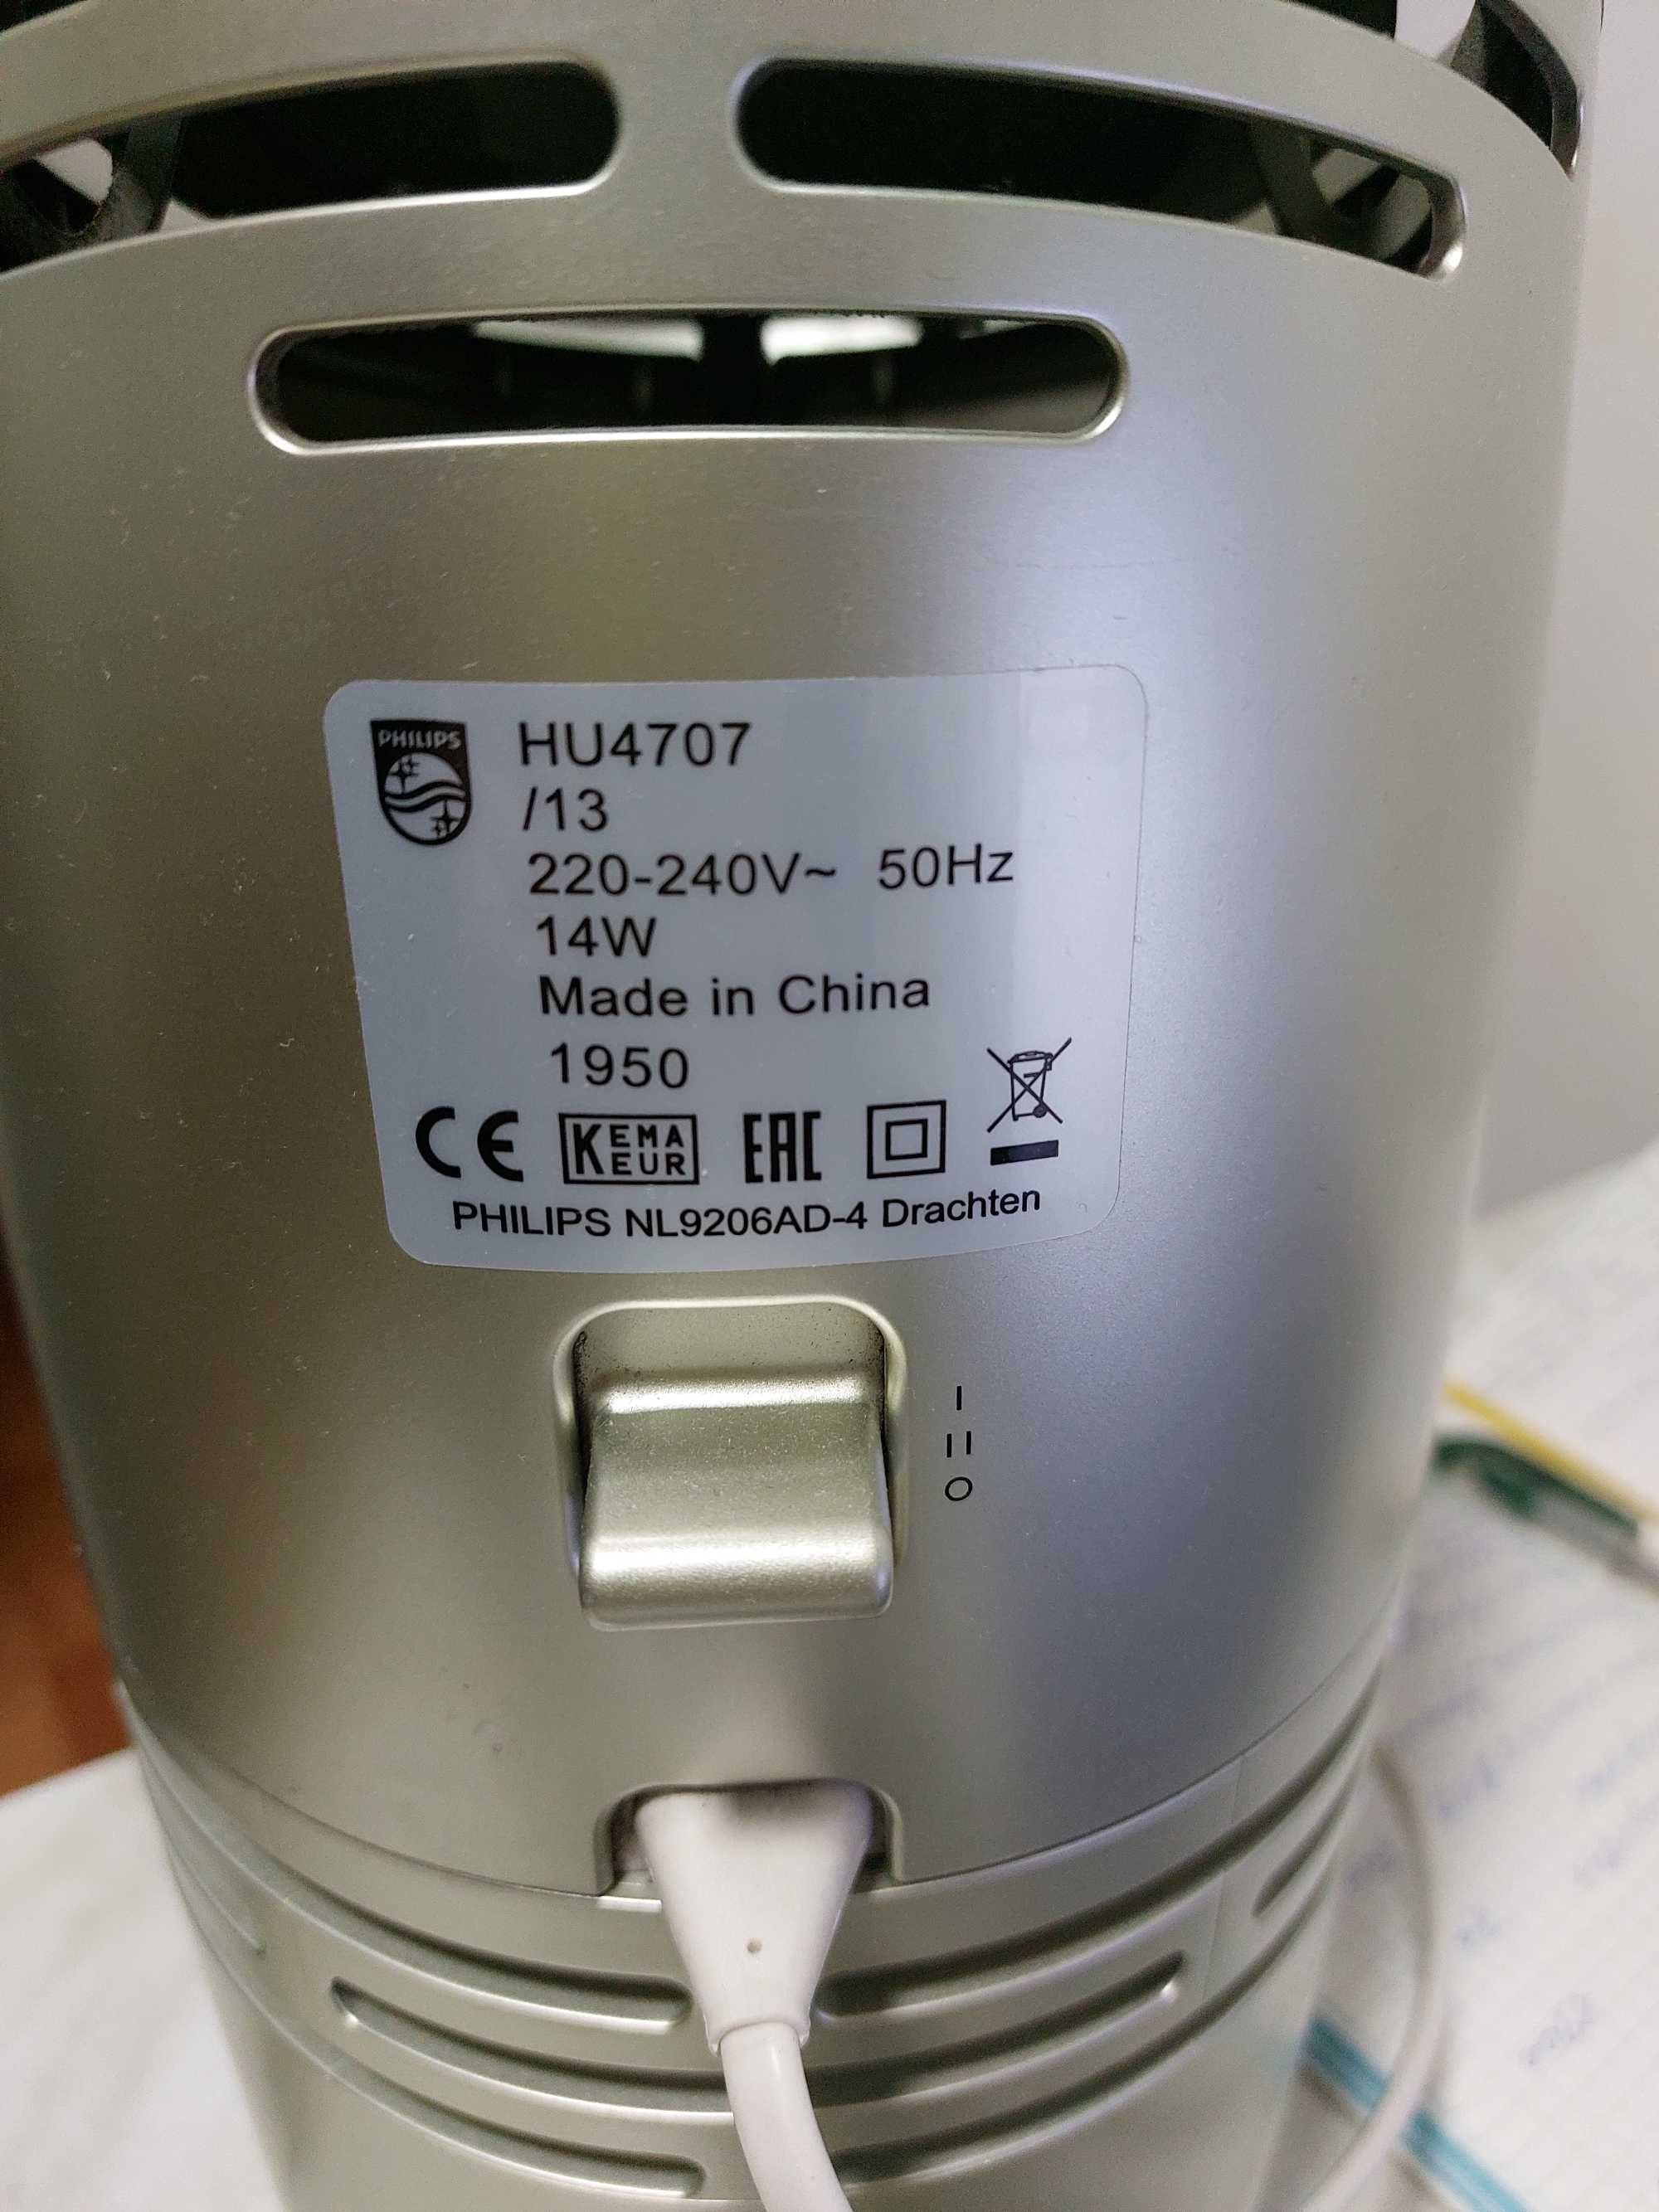 PHILIPS
HU4707
/13
220-240V~ 50Hz
14W
Made in China
1950
CE KEMA EUR EAC
PHILIPS NL9206AD-4 Drachten
I
II
O